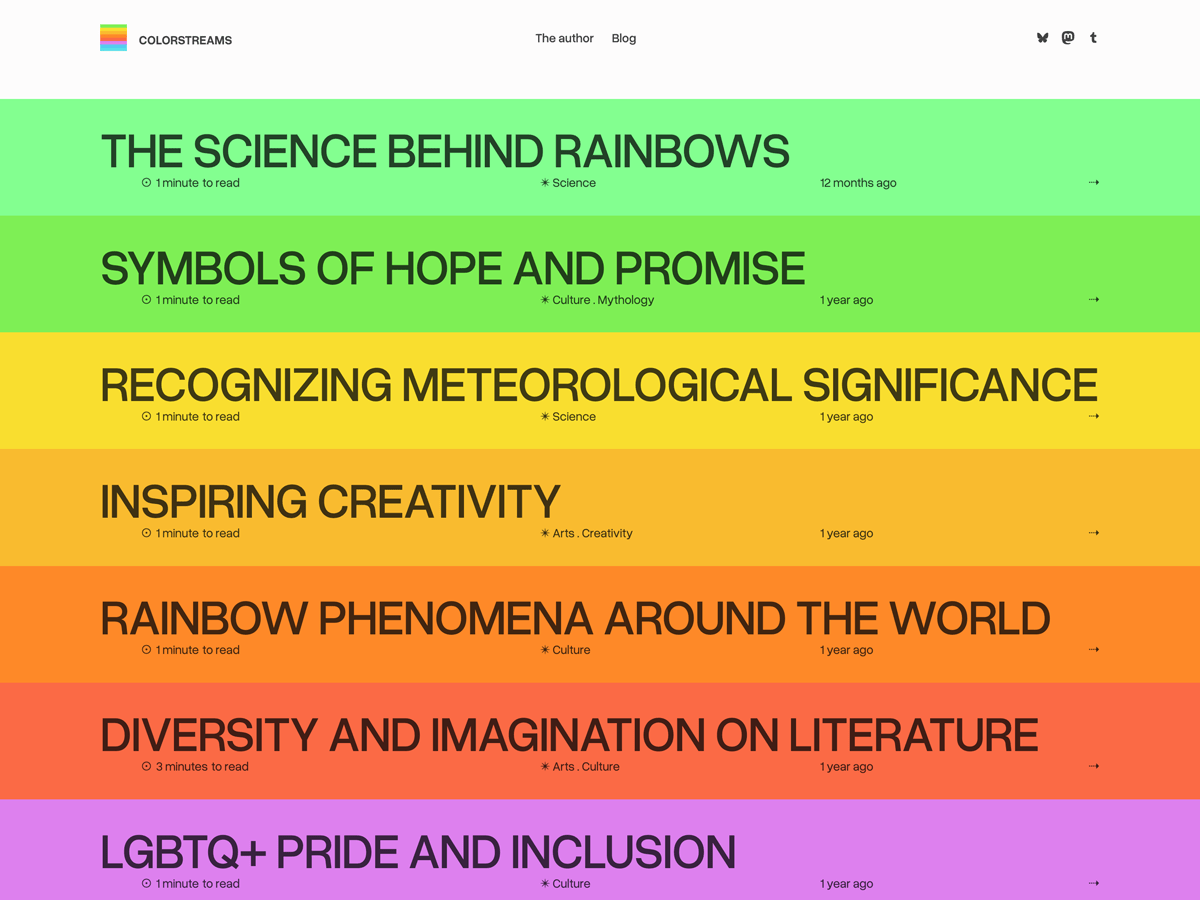 COLORSTREAMS The author Blog
THE SCIENCE BEHIND RAINBOWS
1 minute to read Science 12 months ago
SYMBOLS OF HOPE AND PROMISE
1 minute to read Culture . Mythology 1 year ago
RECOGNIZING METEOROLOGICAL SIGNIFICANCE
1 minute to read Science 1 year ago
INSPIRING CREATIVITY
1 minute to read Arts . Creativity 1 year ago
RAINBOW PHENOMENA AROUND THE WORLD
1 minute to read Culture 1 year ago
DIVERSITY AND IMAGINATION ON LITERATURE
3 minutes to read Arts . Culture 1 year ago
LGBTQ+ PRIDE AND INCLUSION
1 minute to read Culture 1 year ago